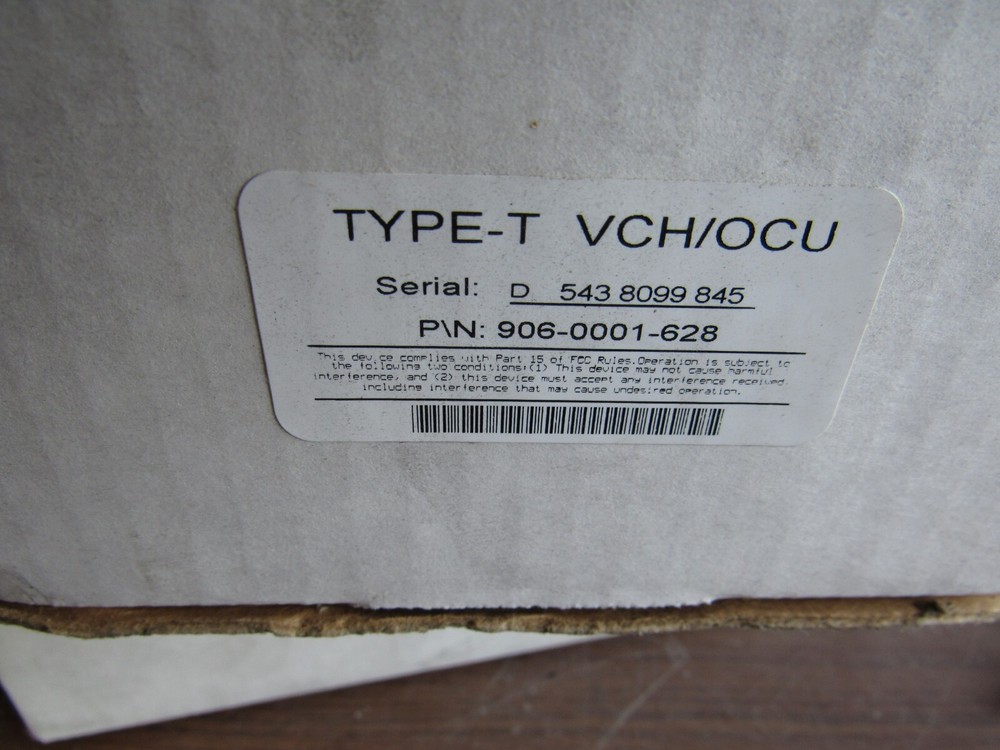 TYPE-T VCH/OCU
Serial: D 543 8099 845
P\N: 906-0001-628
This device complies with Part 15 of FCC Rules.Operation is subject to
the following two conditions:(1) This device may not cause harmful
interference, and (2) this device must accept any interference received,
including interference that may cause undesired operation.